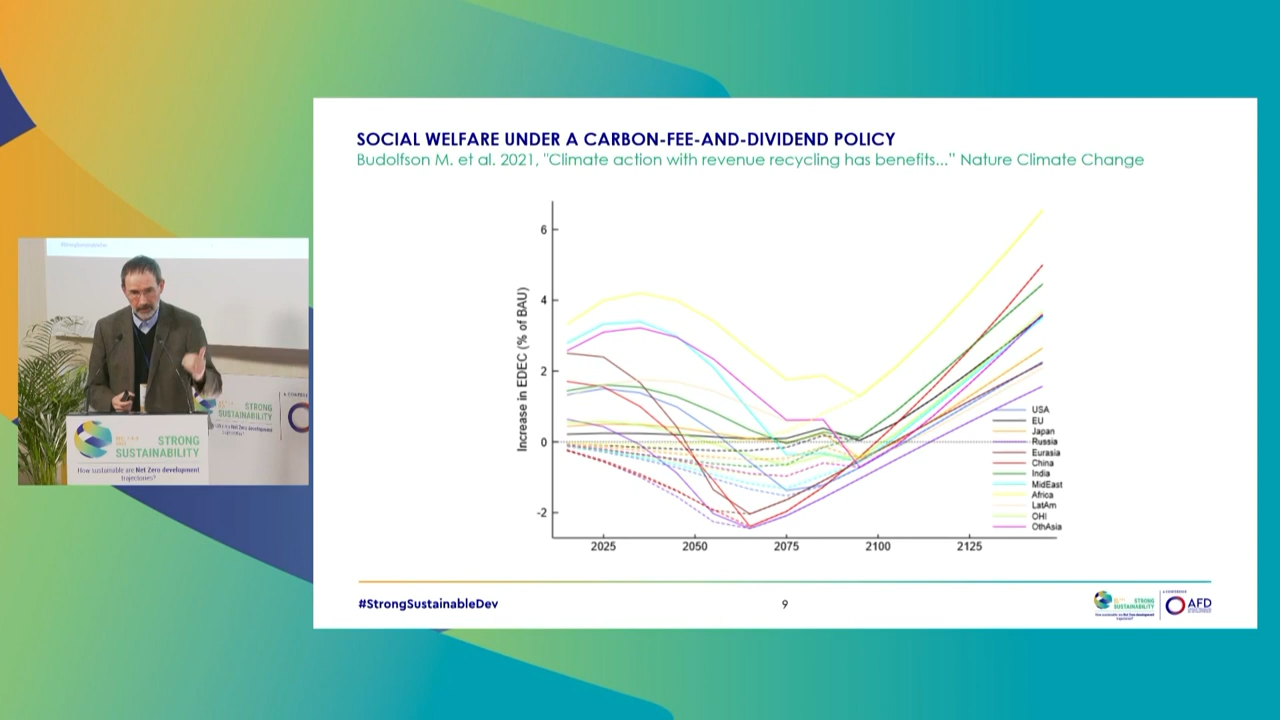 SOCIAL WELFARE UNDER A CARBON-FEE-AND-DIVIDEND POLICY
Budolfson M. et al. 2021, "Climate action with revenue recycling has benefits..." Nature Climate Change
Increase in EDEC (% of BAU)
6
4
2
0
-2
2025
2050
2075
2100
2125
USA
EU
Japan
Russia
Eurasia
China
India
MidEast
Africa
LatAm
OHI
OthAsia
#StrongSustainableDev
9
STRONG
SUSTAINABILITY
A CONFERENCE
AFD
STRONG
SUSTAINABILITY
How sustainable are Net Zero development
trajectories?
STRONG
SUSTAINABILITY